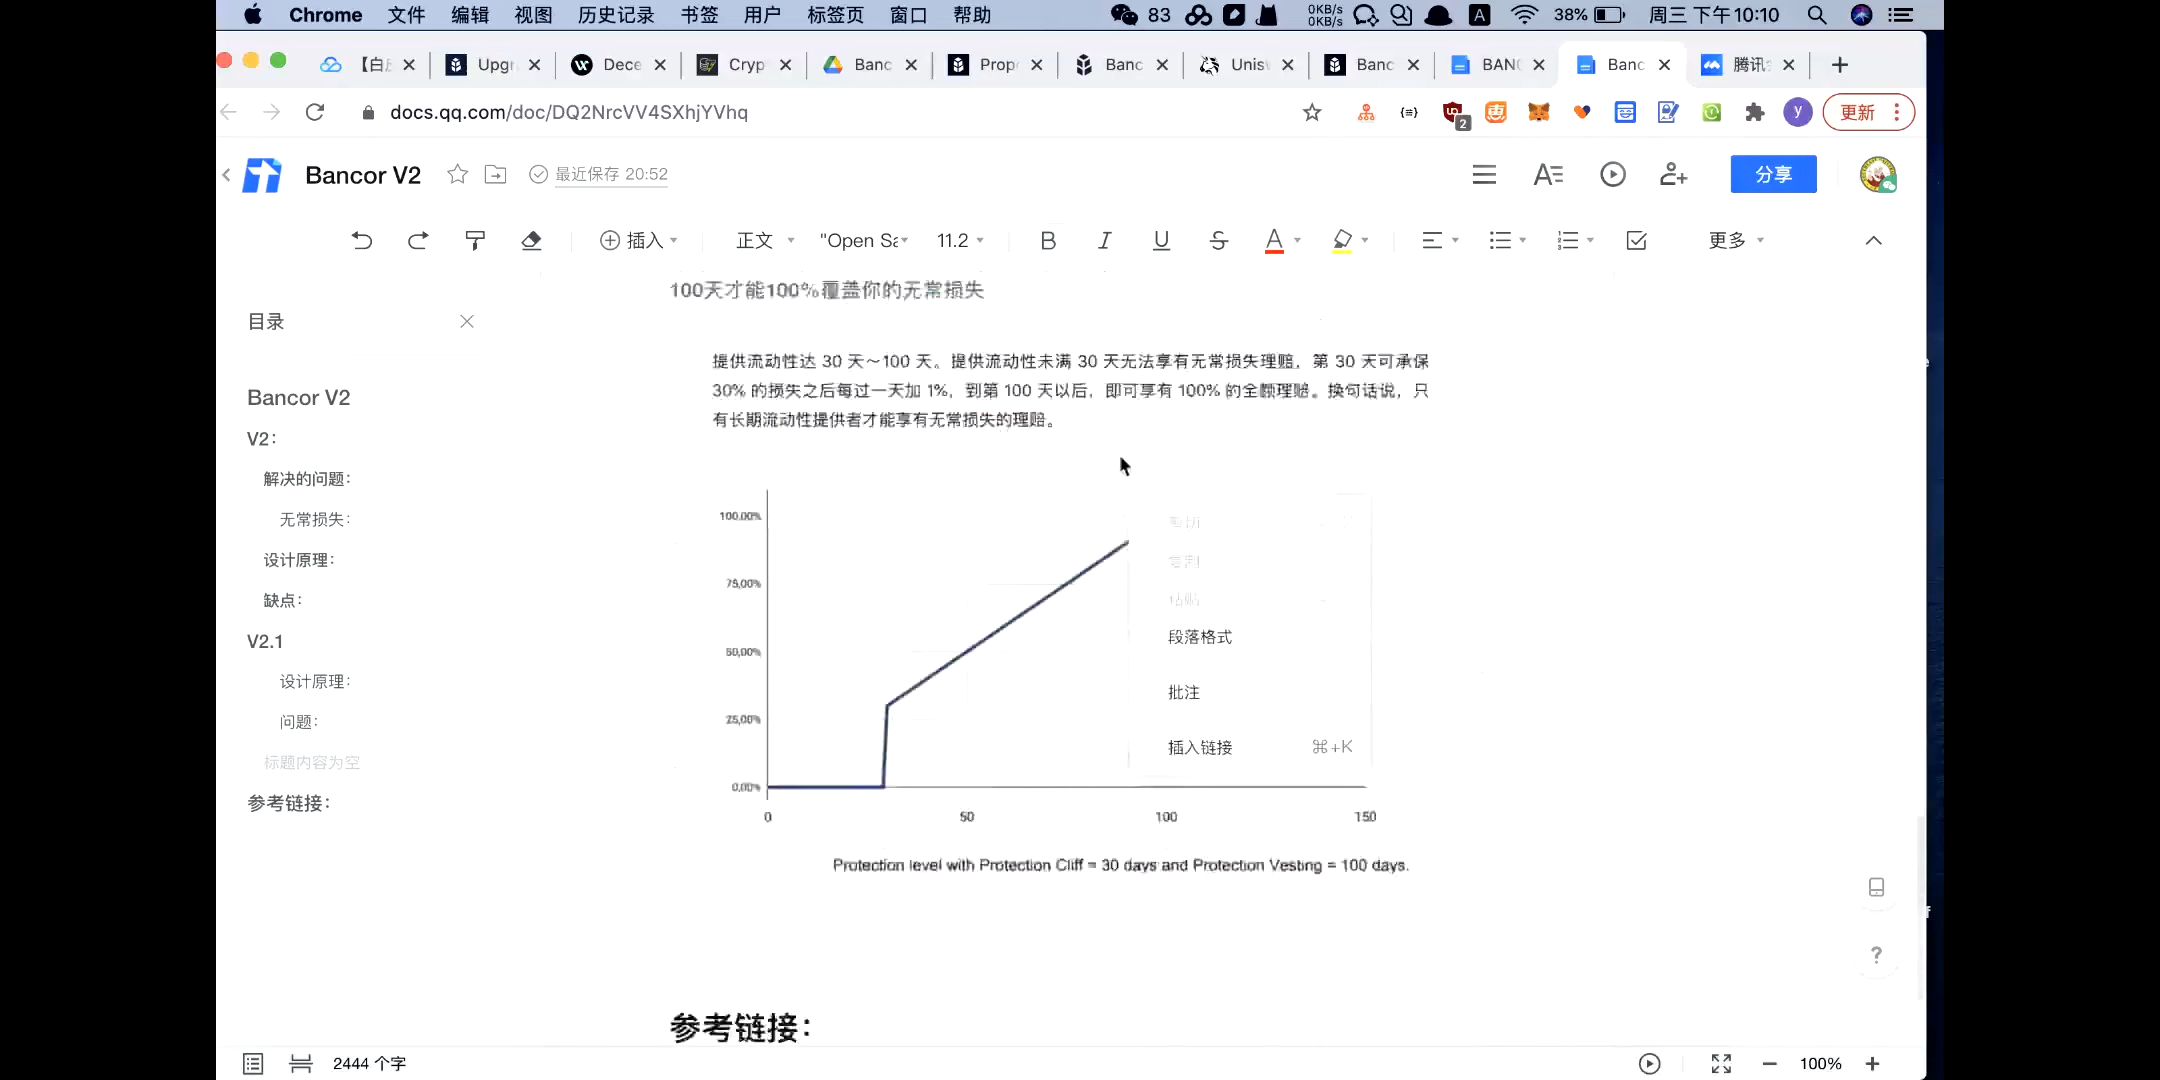 Chrome 文件 编辑 视图 历史记录 书签 用户 标签页 窗口 帮助 83 0KB/s 0KB/s A 38% 周三 下午10:10
Upgr Dece Cryp Banc Prop Banc Unisv Banc BANC Banc 腾讯
docs.qq.com/doc/DQ2NrcVV4SXhjYVhq 2 y 更新
Bancor V2 最近保存 20:52 分享
插入 正文 "Open Sa 11.2 B I U S A 更多
100天才能100%覆盖你的无常损失
目录
Bancor V2
V2：
解决的问题：
无常损失：
设计原理：
缺点：
V2.1
设计原理：
问题：
标题内容为空
参考链接：
提供流动性达 30 天～100 天。提供流动性未满 30 天无法享有无常损失理赔，第 30 天可承保
30% 的损失之后每过一天加 1%，到第 100 天以后，即可享有 100% 的全额理赔。换句话说，只
有长期流动性提供者才能享有无常损失的理赔。
100,00%
75,00%
50,00%
25,00%
0,00%
0 50 100 150
复制
粘贴
段落格式
批注
插入链接 ⌘+K
Protection level with Protection Cliff = 30 days and Protection Vesting = 100 days.
参考链接：
2444 个字 100%